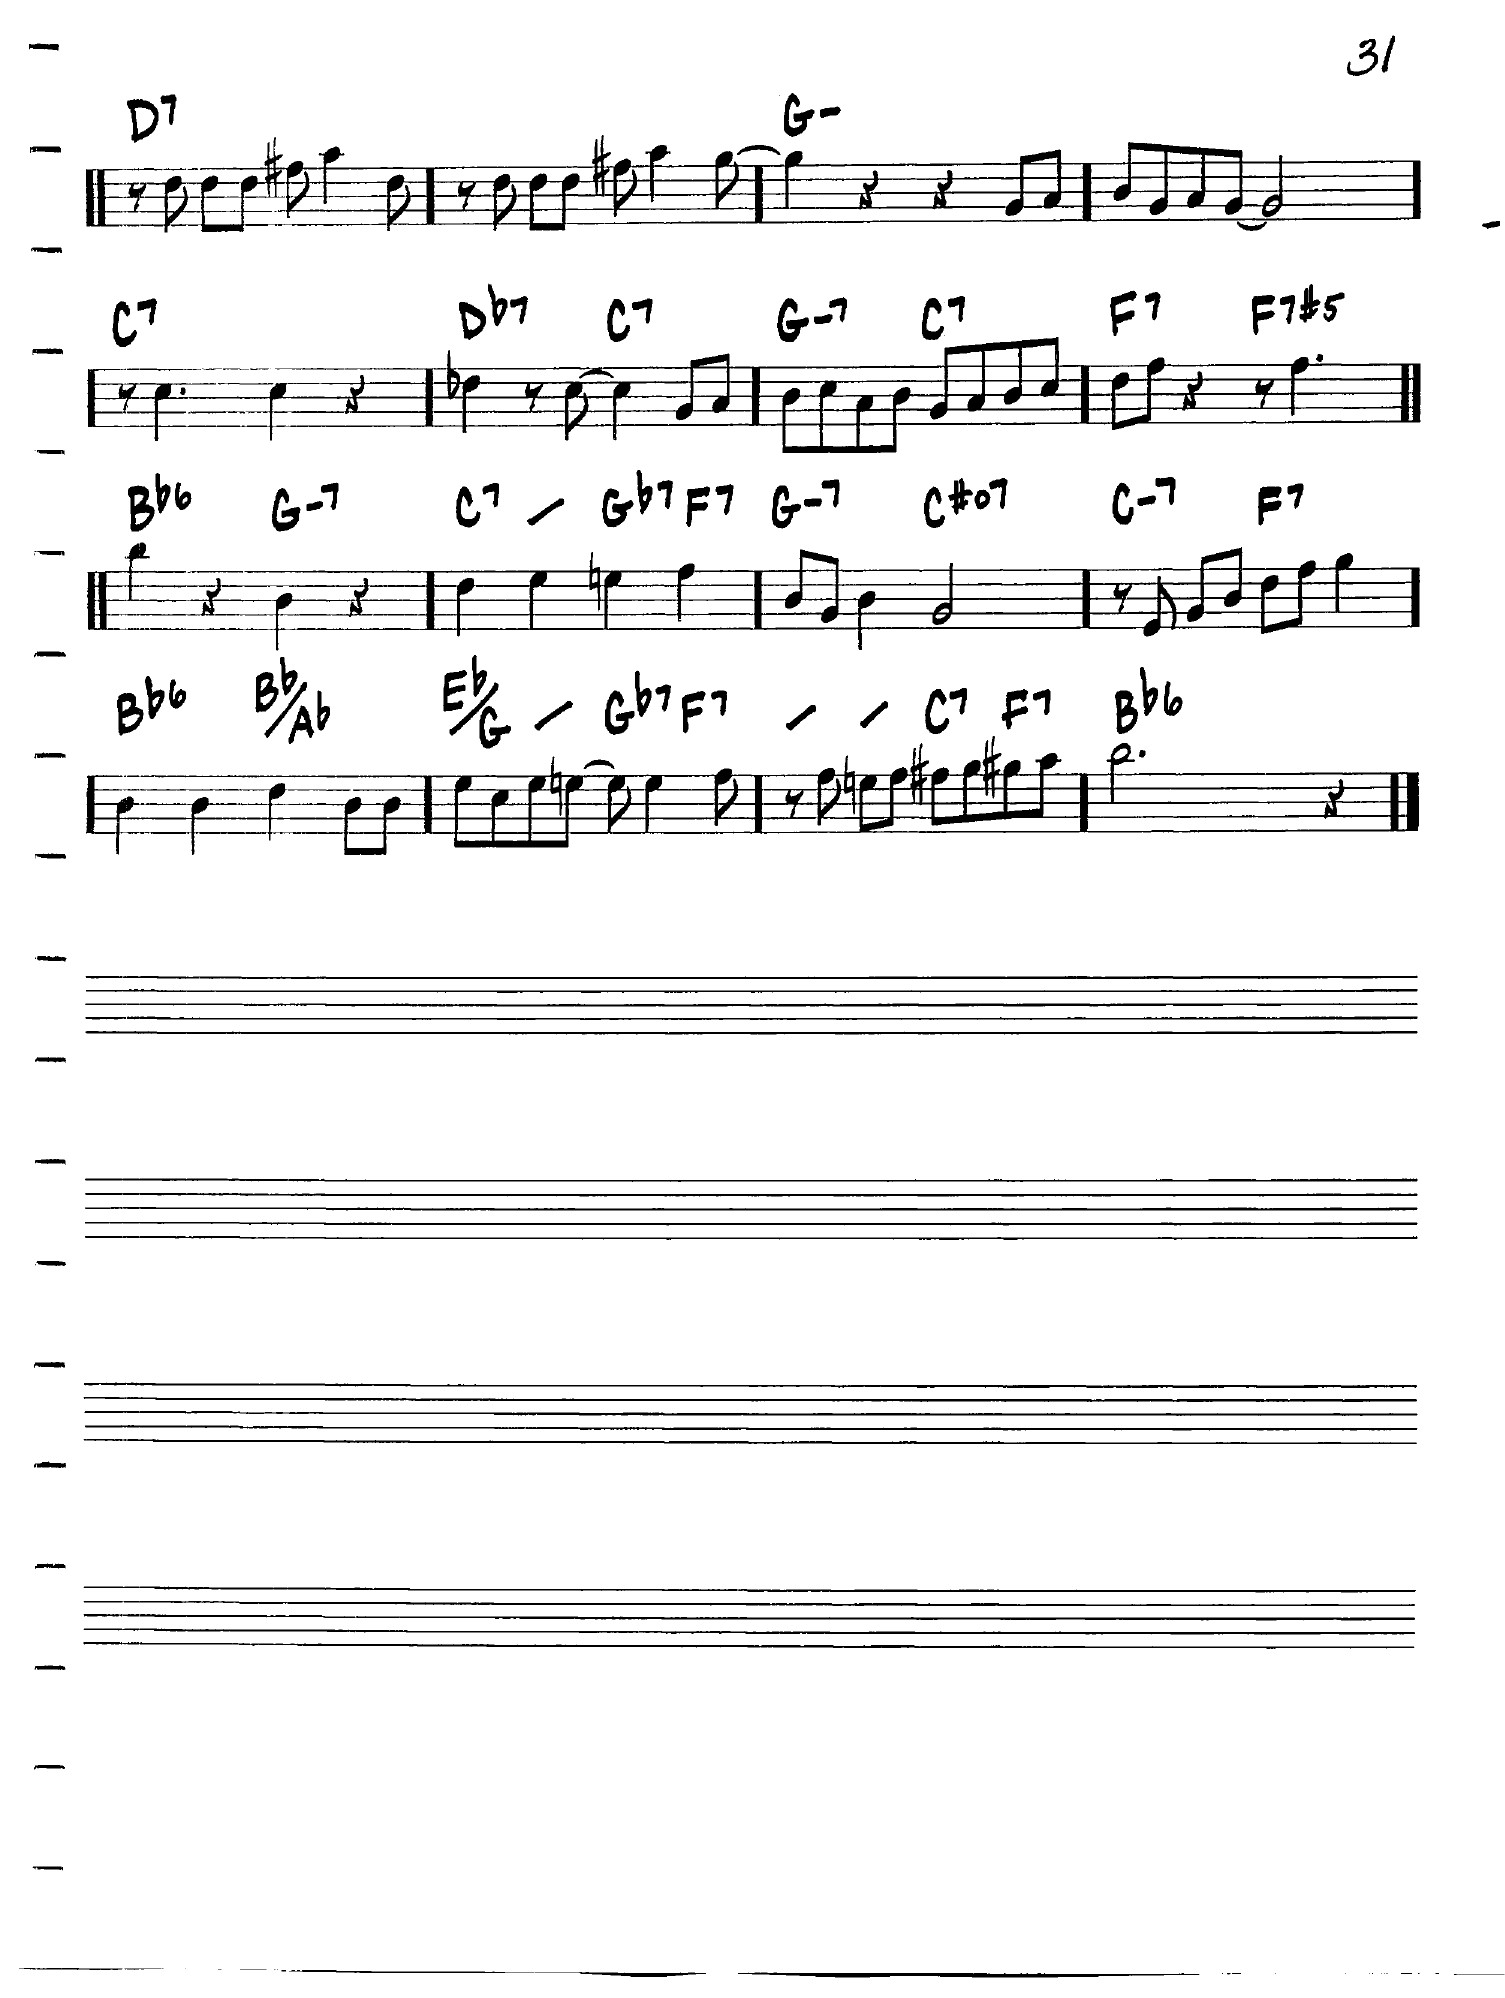 31
D7 G-
C7 Db7 C7 G-7 C7 F7 F7#5
Bb6 G-7 C7 / Gb7 F7 G-7 C#o7 C-7 F7
Bb6 Bb/Ab Eb/G / Gb7 F7 / / C7 F7 Bb6